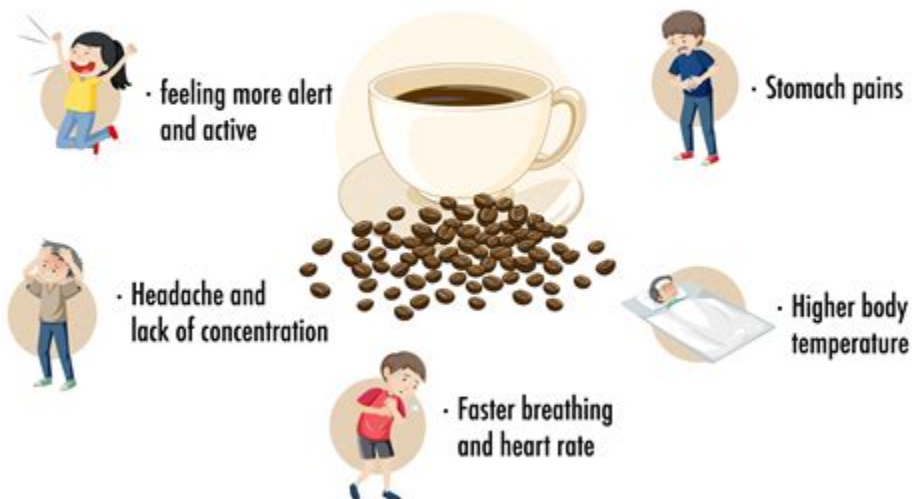 · feeling more alert
and active
· Stomach pains
· Headache and
lack of concentration
· Higher body
temperature
· Faster breathing
and heart rate